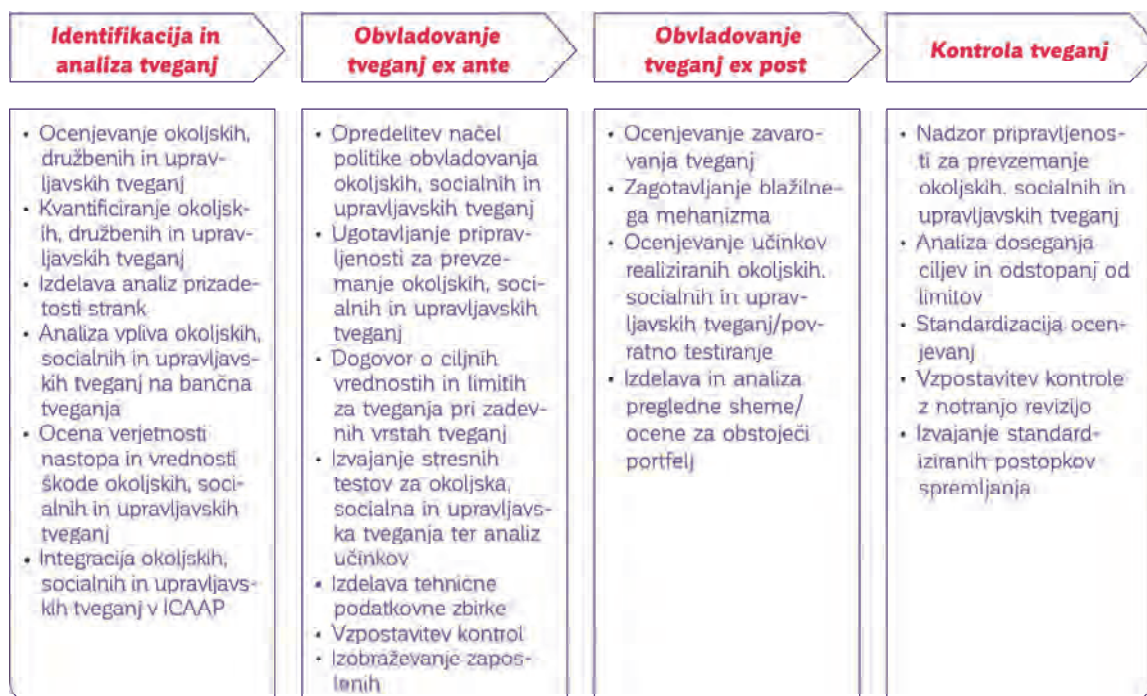 Identifikacija in
analiza tveganj
Obvladovanje
tveganj ex ante
Obvladovanje
tveganj ex post
Kontrola tveganj
• Ocenjevanje okoljskih,
družbenih in uprav-
ljavskih tveganj
• Kvantificiranje okoljsk-
ih, družbenih in uprav-
ljavskih tveganj
• Izdelava analiz prizade-
tosti strank
• Analiza vpliva okoljskih,
socialnih in upravljavs-
kih tveganj na bančna
tveganja
• Ocena verjetnosti
nastopa in vrednosti
škode okoljskih, soci-
alnih in upravljavskih
tveganj
• Integracija okoljskih,
socialnih in upravljavs-
kih tveganj v ICAAP
• Opredelitev načel
politike obvladovanja
okoljskih, socialnih in
upravljavskih tveganj
• Ugotavljanje priprav-
ljenosti za prevze-
manje okoljskih, soci-
alnih in upravljavskih
tveganj
• Dogovor o ciljnih
vrednostih in limitih
za tveganja pri zadev-
nih vrstah tveganj
• Izvajanje stresnih
testov za okoljska,
socialna in upravljavs-
ka tveganja ter analiz
učinkov
• Izdelava tehnične
podatkovne zbirke
• Vzpostavitev kontrol
• Izobraževanje zapos-
lenih
• Ocenjevanje zavaro-
vanja tveganj
• Zagotavljanje blažilne-
ga mehanizma
• Ocenjevanje učinkov
realiziranih okoljskih,
socialnih in uprav-
ljavskih tveganj/pov-
ratno testiranje
• Izdelava in analiza
pregledne sheme/
ocene za obstoječi
portfelj
• Nadzor pripravljenos-
ti za prevzemanje
okoljskih, socialnih in
upravljavskih tveganj
• Analiza doseganja
ciljev in odstopanj od
limitov
• Standardizacija ocen-
jevanj
• Vzpostavitev kontrole
z notranjo revizijo
• Izvajanje standard-
iziranih postopkov
spremljanja